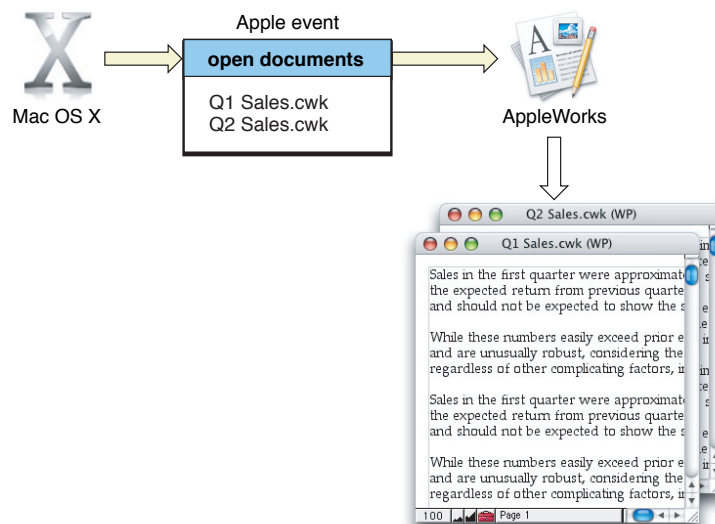 Apple event
Mac OS X
open documents
Q1 Sales.cwk
Q2 Sales.cwk
AppleWorks
Q2 Sales.cwk (WP)
Q1 Sales.cwk (WP)
Sales in the first quarter were
the expected return from previous
and should not be expected to show the
While these numbers easily exceed prior
and are unusually robust, considering the
regardless of other complicating factors,
Sales in the first quarter were
the expected return from previous
and should not be expected to show the
While these numbers easily exceed prior
and are unusually robust, considering the
regardless of other complicating factors,
100 Page 1